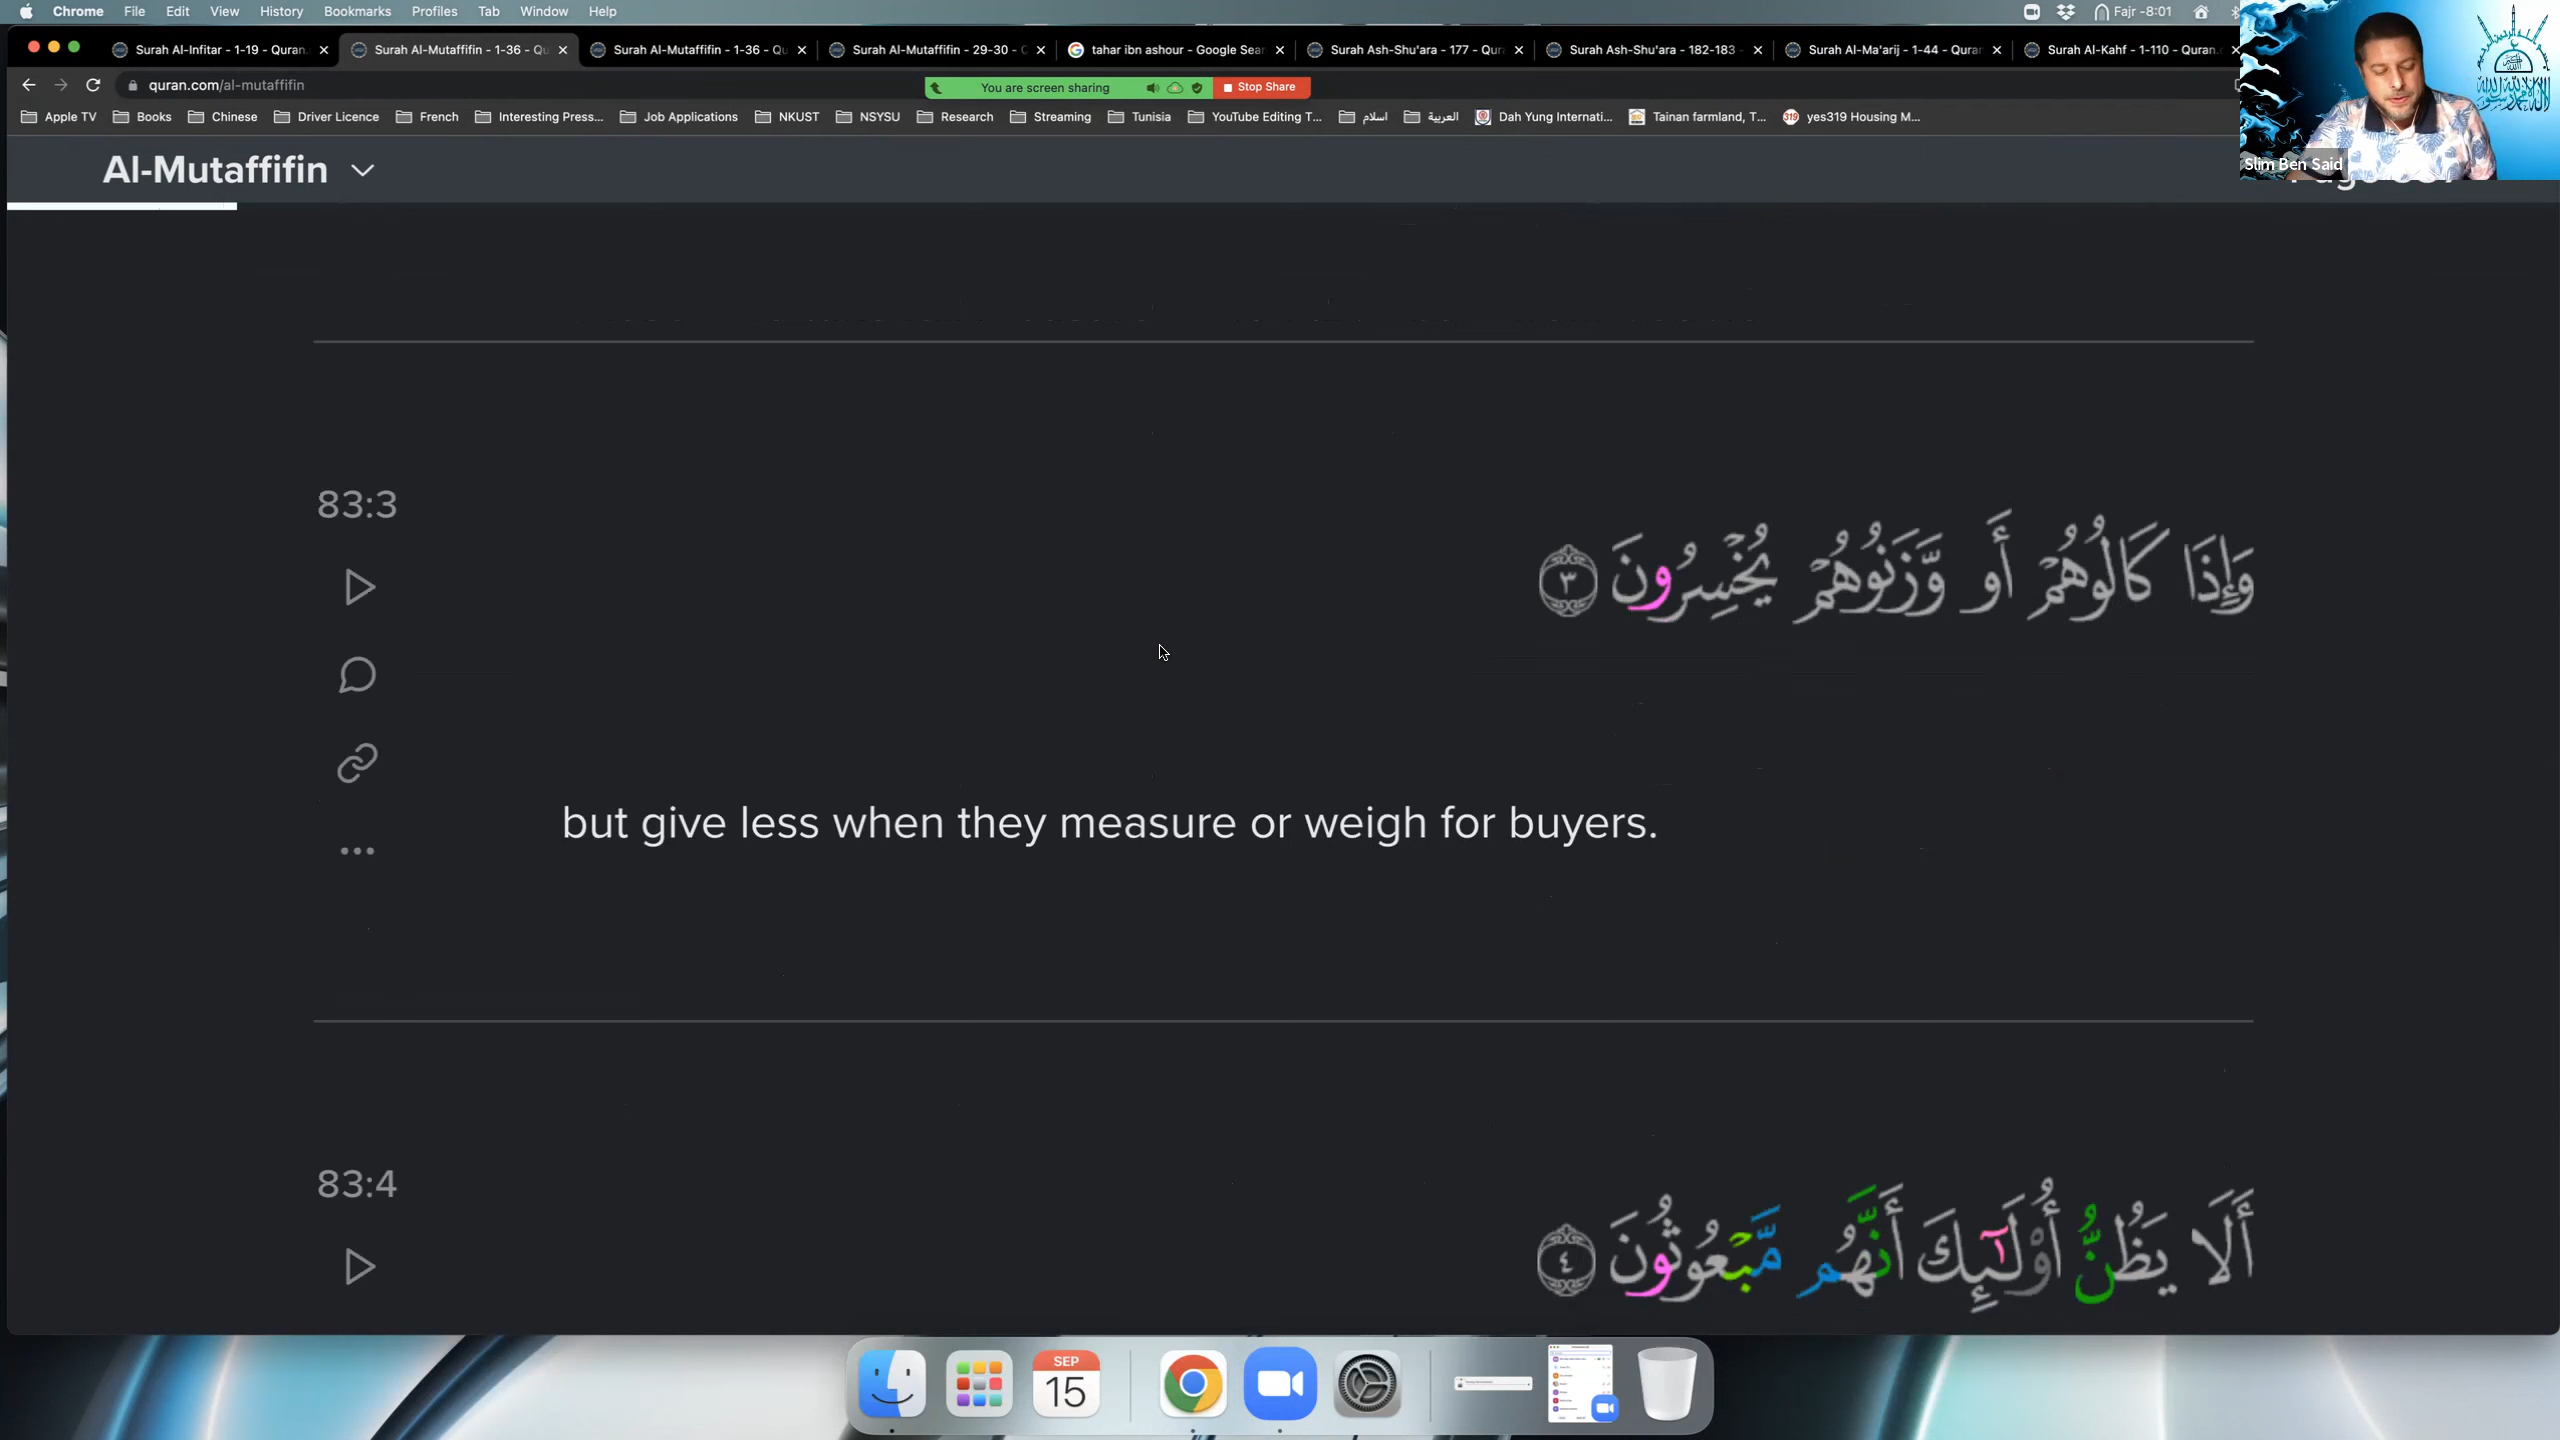 Chrome File Edit View History Bookmarks Profiles Tab Window Help
Fajr -8:01
Surah Al-Infitar - 1-19 - Quran.
Surah Al-Mutaffifin - 1-36 - Qu
Surah Al-Mutaffifin - 1-36 - Qu
Surah Al-Mutaffifin - 29-30 -
tahar ibn ashour - Google Sear
Surah Ash-Shu'ara - 177 - Qur
Surah Ash-Shu'ara - 182-183 -
Surah Al-Ma'arij - 1-44 - Quran
Surah Al-Kahf - 1-110 - Quran.
quran.com/al-mutaffifin
You are screen sharing
Stop Share
Apple TV Books Chinese Driver Licence French Interesting Press... Job Applications NKUST NSYSU Research Streaming Tunisia YouTube Editing T... اسلام العربية Dah Yung Internati... Tainan farmland, T... yes319 Housing M...
Slim Ben Said
Al-Mutaffifin
83:3
وَإِذَا كَالُوهُمْ أَو وَّزَنُوهُمْ يُخْسِرُونَ ٣
but give less when they measure or weigh for buyers.
83:4
أَلَا يَظُنُّ أُو۟لَـٰٓئِكَ أَنَّهُم مَّبْعُوثُونَ ٤
SEP
15